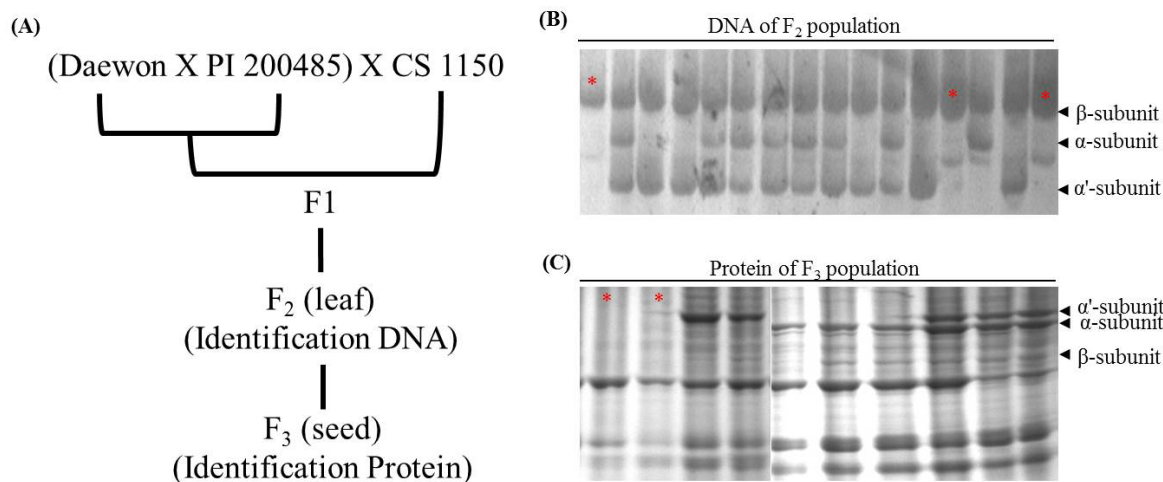 (A)
(Daewon X PI 200485) X CS 1150
F1
F₂ (leaf)
(Identification DNA)
F₃ (seed)
(Identification Protein)
(B)
DNA of F₂ population
* * *
β-subunit
α-subunit
α'-subunit
(C)
Protein of F₃ population
* *
α'-subunit
α-subunit
β-subunit